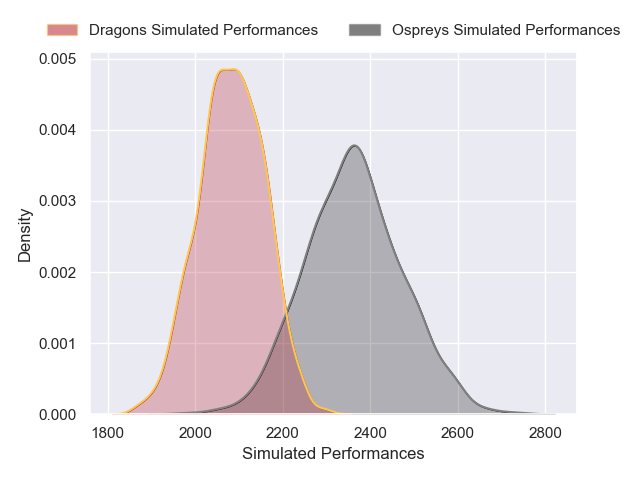 Dragons Simulated Performances Ospreys Simulated Performances
0.005
0.004
0.003
0.002
0.001
0.000
Density
1800 2000 2200 2400 2600 2800
Simulated Performances